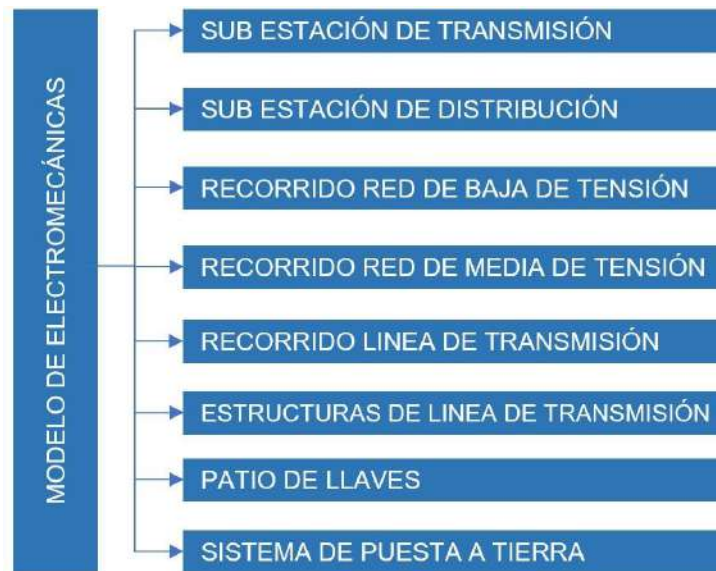 MODELO DE ELECTROMECÁNICAS
SUB ESTACIÓN DE TRANSMISIÓN
SUB ESTACIÓN DE DISTRIBUCIÓN
RECORRIDO RED DE BAJA DE TENSIÓN
RECORRIDO RED DE MEDIA DE TENSIÓN
RECORRIDO LINEA DE TRANSMISIÓN
ESTRUCTURAS DE LINEA DE TRANSMISIÓN
PATIO DE LLAVES
SISTEMA DE PUESTA A TIERRA